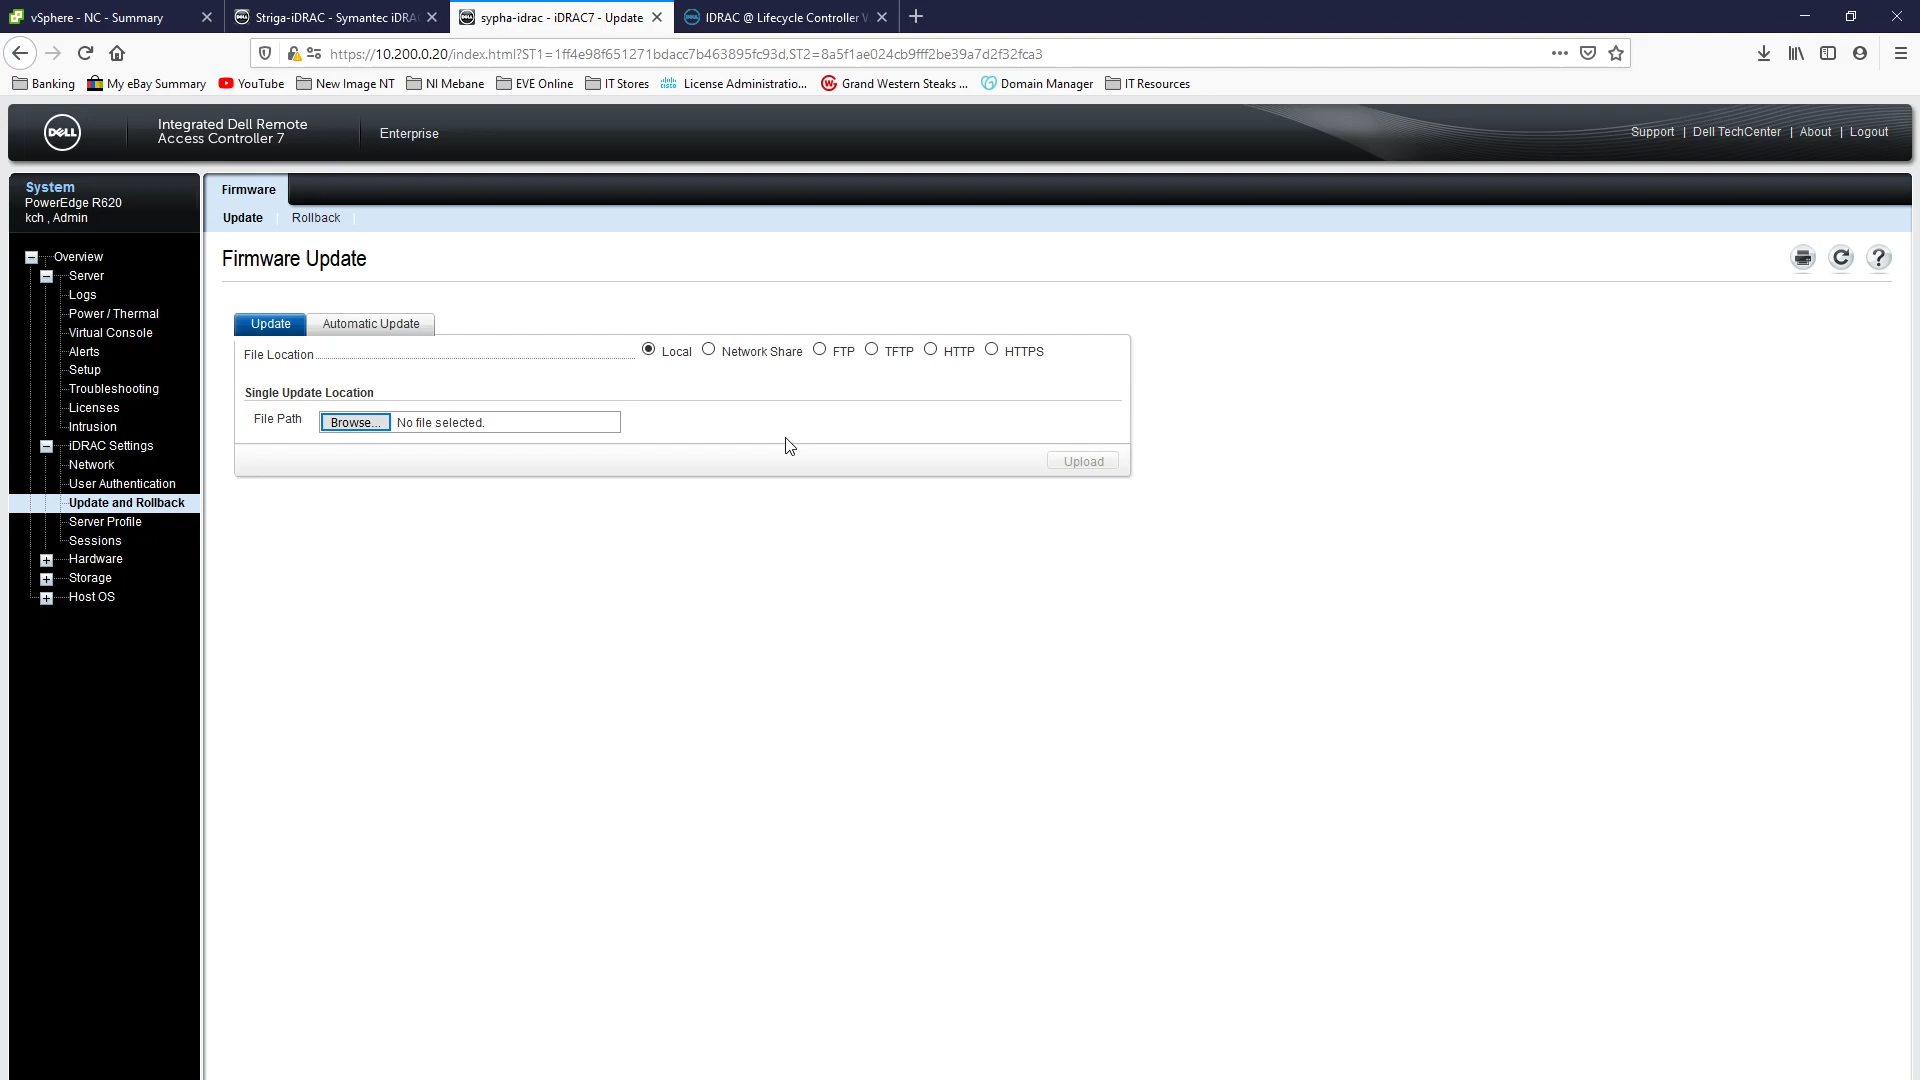 vSphere - NC - Summary
Striga-iDRAC - Symantec iDRA
sypha-idrac - iDRAC7 - Update
IDRAC @ Lifecycle Controller
https://10.200.0.20/index.html?ST1=1ff4e98f651271bdacc7b463895fc93d,ST2=8a5f1ae024cb9fff2be39a7d2f32fca3
Banking
My eBay Summary
YouTube
New Image NT
NI Mebane
EVE Online
IT Stores
License Administratio...
Grand Western Steaks ...
Domain Manager
IT Resources
DELL
Integrated Dell Remote
Access Controller 7
Enterprise
Support | Dell TechCenter | About | Logout
System
PowerEdge R620
kch , Admin
Overview
Server
Logs
Power / Thermal
Virtual Console
Alerts
Setup
Troubleshooting
Licenses
Intrusion
iDRAC Settings
Network
User Authentication
Update and Rollback
Server Profile
Sessions
Hardware
Storage
Host OS
Firmware
Update
Rollback
Firmware Update
Update
Automatic Update
File Location
Local
Network Share
FTP
TFTP
HTTP
HTTPS
Single Update Location
File Path
Browse...
No file selected.
Upload